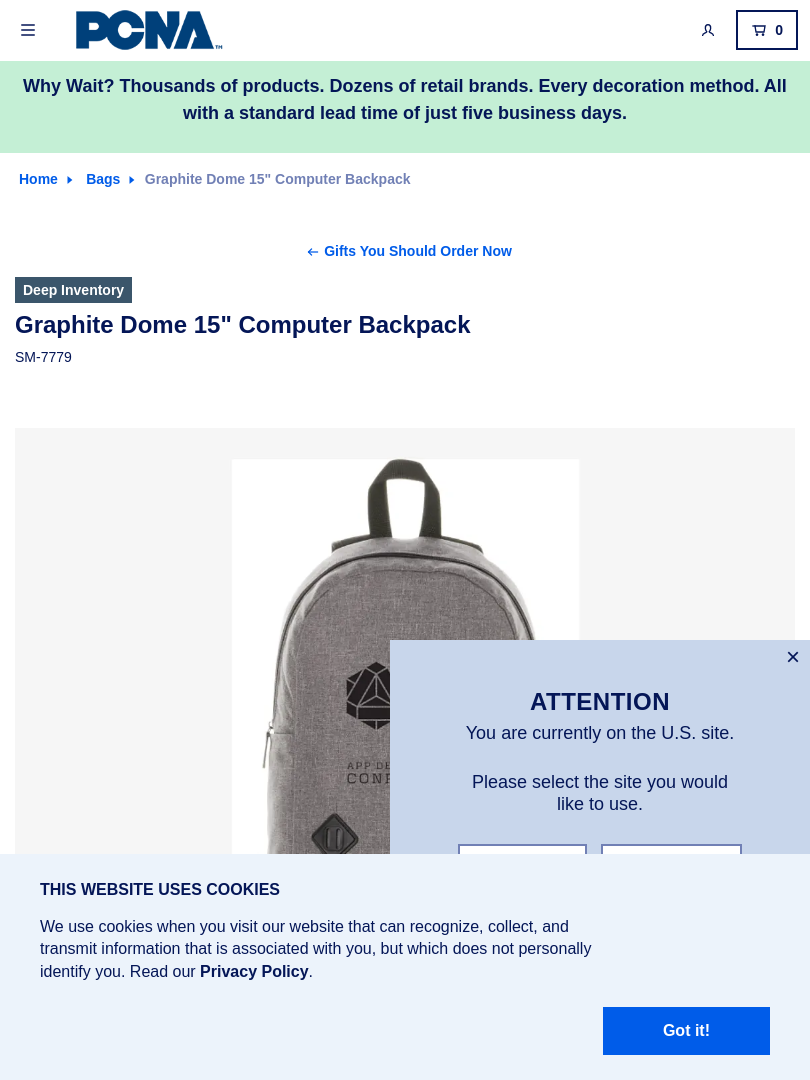 PCNA™
0
Why Wait? Thousands of products. Dozens of retail brands. Every decoration method. All
with a standard lead time of just five business days.
Home
Bags
Graphite Dome 15" Computer Backpack
Gifts You Should Order Now
Deep Inventory
Graphite Dome 15" Computer Backpack
SM-7779
ATTENTION
You are currently on the U.S. site.
Please select the site you would
like to use.
THIS WEBSITE USES COOKIES
We use cookies when you visit our website that can recognize, collect, and
transmit information that is associated with you, but which does not personally
identify you. Read our Privacy Policy.
Got it!